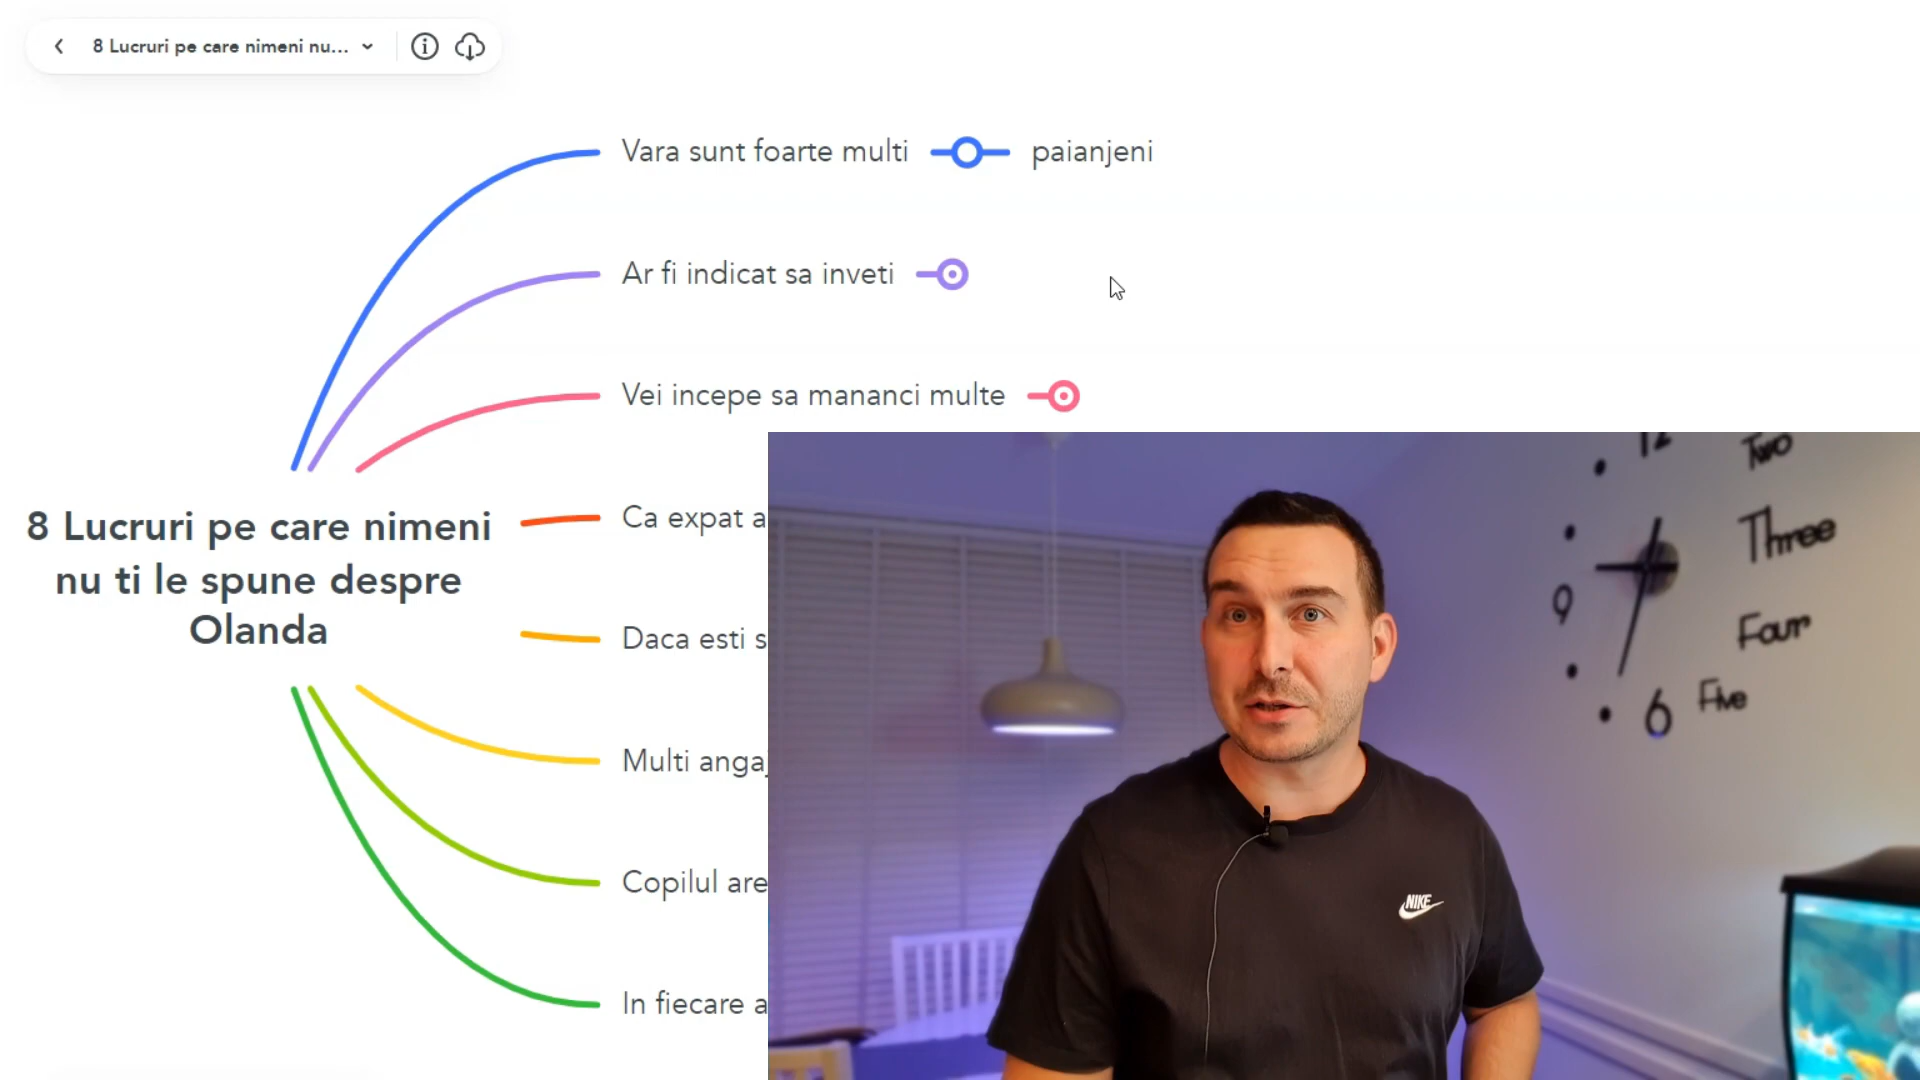 8 Lucruri pe care nimeni nu...
Vara sunt foarte multi
paianjeni
Ar fi indicat sa inveti
Vei incepe sa mananci multe
8 Lucruri pe care nimeni
nu ti le spune despre
Olanda
Ca expat a
Daca esti s
Multi angaj
Copilul are
In fiecare a
12
Two
Three
9
Four
Five
6
NIKE